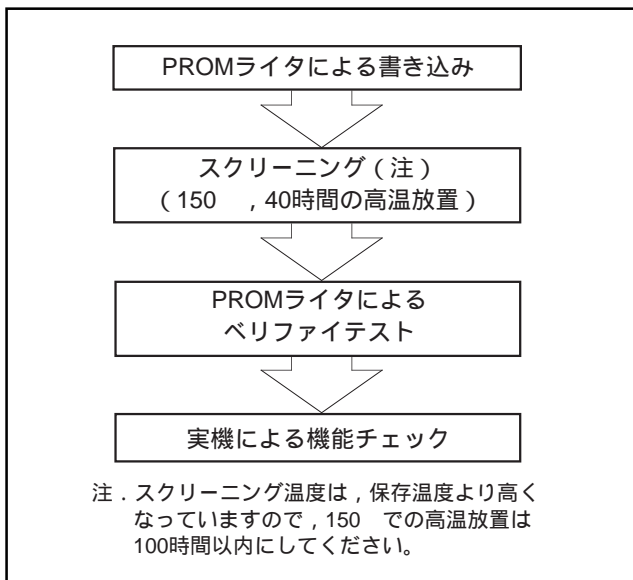 PROMライタによる書き込み
スクリーニング（注）
（150　，40時間の高温放置）
PROMライタによる
ベリファイテスト
実機による機能チェック
注．スクリーニング温度は，保存温度より高く
なっていますので，150　での高温放置は
100時間以内にしてください。